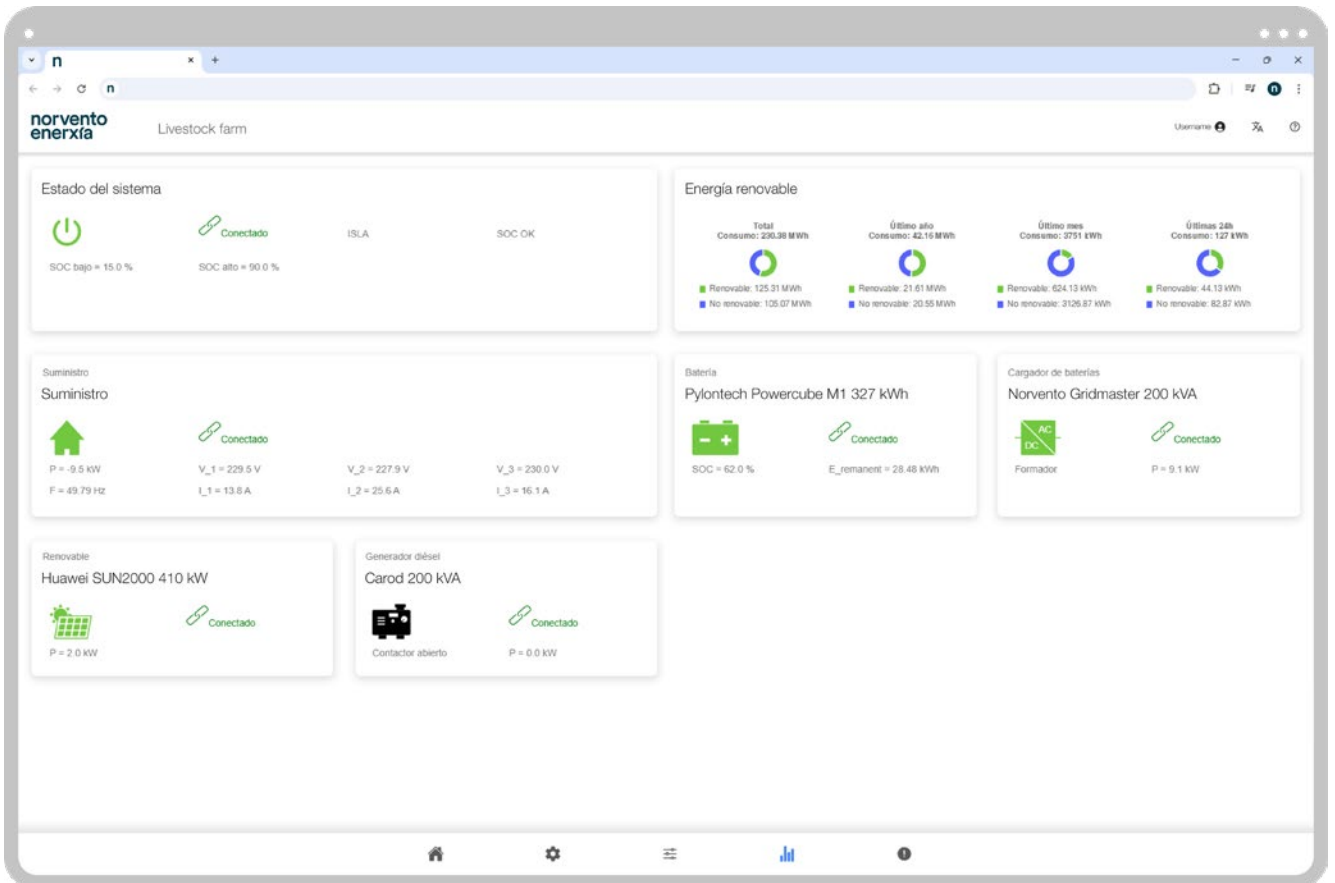 n
n
n
norvento
enerxía
Livestock farm
Username
Estado del sistema
Conectado
ISLA
SOC OK
SOC bajo = 15.0 %
SOC alto = 90.0 %
Energía renovable
Total
Consumo: 230.38 MWh
Renovable: 125.31 MWh
No renovable: 105.07 MWh
Último año
Consumo: 42.16 MWh
Renovable: 21.61 MWh
No renovable: 20.55 MWh
Último mes
Consumo: 3751 kWh
Renovable: 624.13 kWh
No renovable: 3126.87 kWh
Últimas 24h
Consumo: 127 kWh
Renovable: 44.13 kWh
No renovable: 82.87 kWh
Suministro
Suministro
Conectado
P = -9.5 kW
V_1 = 229.5 V
V_2 = 227.9 V
V_3 = 230.0 V
F = 49.79 Hz
I_1 = 13.8 A
I_2 = 25.6 A
I_3 = 16.1 A
Batería
Pylontech Powercube M1 327 kWh
Conectado
SOC = 62.0 %
E_remanent = 28.48 kWh
Cargador de baterías
Norvento Gridmaster 200 kVA
AC
DC
Conectado
Formador
P = 9.1 kW
Renovable
Huawei SUN2000 410 kW
Conectado
P = 2.0 kW
Generador diésel
Carod 200 kVA
Conectado
Contactor abierto
P = 0.0 kW